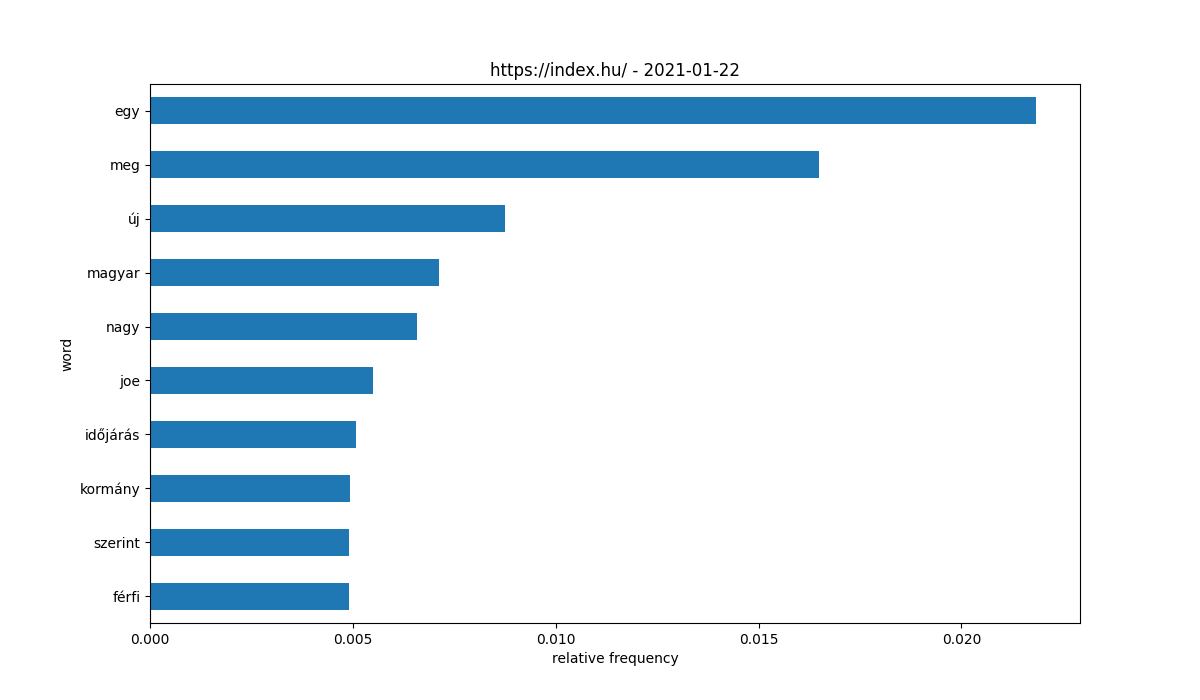 https://index.hu/ - 2021-01-22
egy
meg
új
magyar
nagy
joe
időjárás
kormány
szerint
férfi
word
0.000 0.005 0.010 0.015 0.020
relative frequency